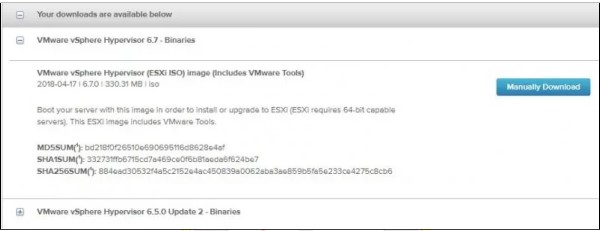 Your downloads are available below
VMware vSphere Hypervisor 6.7 - Binaries
VMware vSphere Hypervisor (ESXi ISO) image (Includes VMware Tools)
2018-04-17 | 6.7.0 | 330.31 MB | iso
Manually Download
Boot your server with this image in order to install or upgrade to ESXi (ESXi requires 64-bit capable
servers). This ESXi image includes VMware Tools.
MD5SUM(¹):
SHA1SUM(¹):
SHA256SUM(¹):
VMware vSphere Hypervisor 6.5.0 Update 2 - Binaries